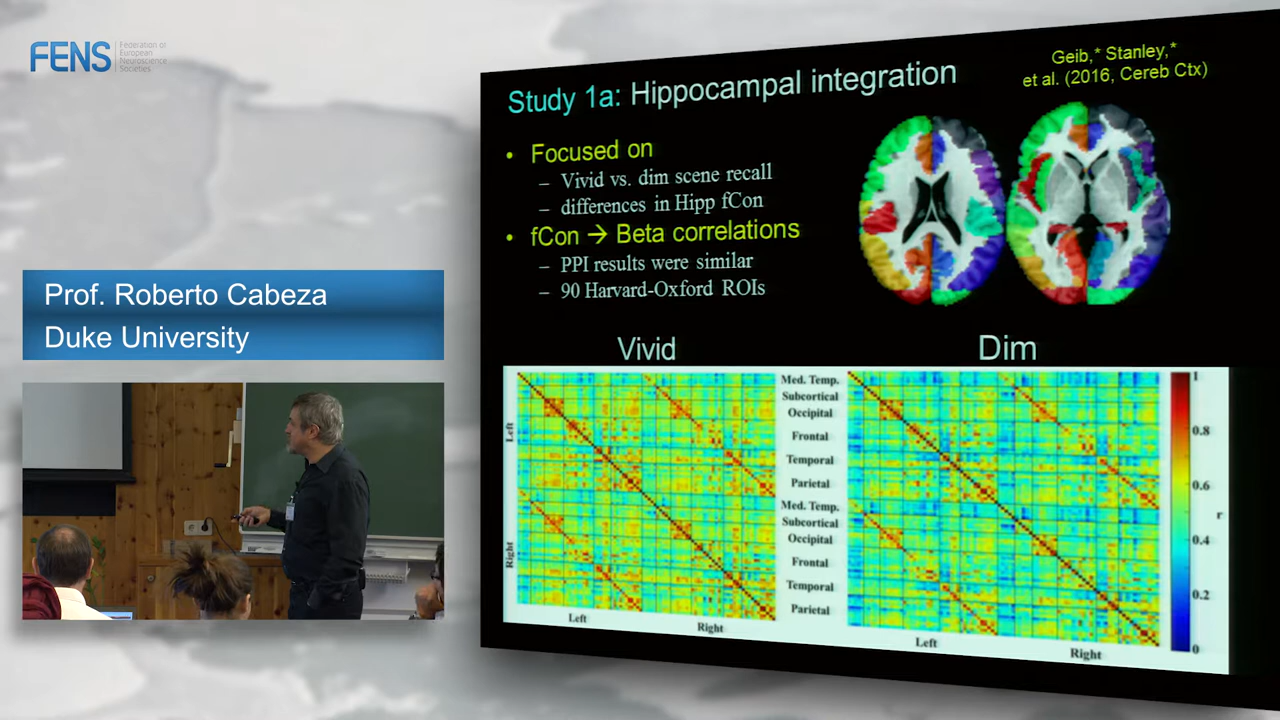 FENS
Federation of
European
Neuroscience
Societies
Prof. Roberto Cabeza
Duke University
Study 1a: Hippocampal integration
Geib,* Stanley,*
et al. (2016, Cereb Ctx)
• Focused on
– Vivid vs. dim scene recall
– differences in Hipp fCon
• fCon → Beta correlations
– PPI results were similar
– 90 Harvard-Oxford ROIs
Vivid
Dim
Left
Right
Left
Right
Med. Temp.
Subcortical
Occipital
Frontal
Temporal
Parietal
Med. Temp.
Subcortical
Occipital
Frontal
Temporal
Parietal
Left
Right
1
0.8
0.6
0.4
0.2
0
r